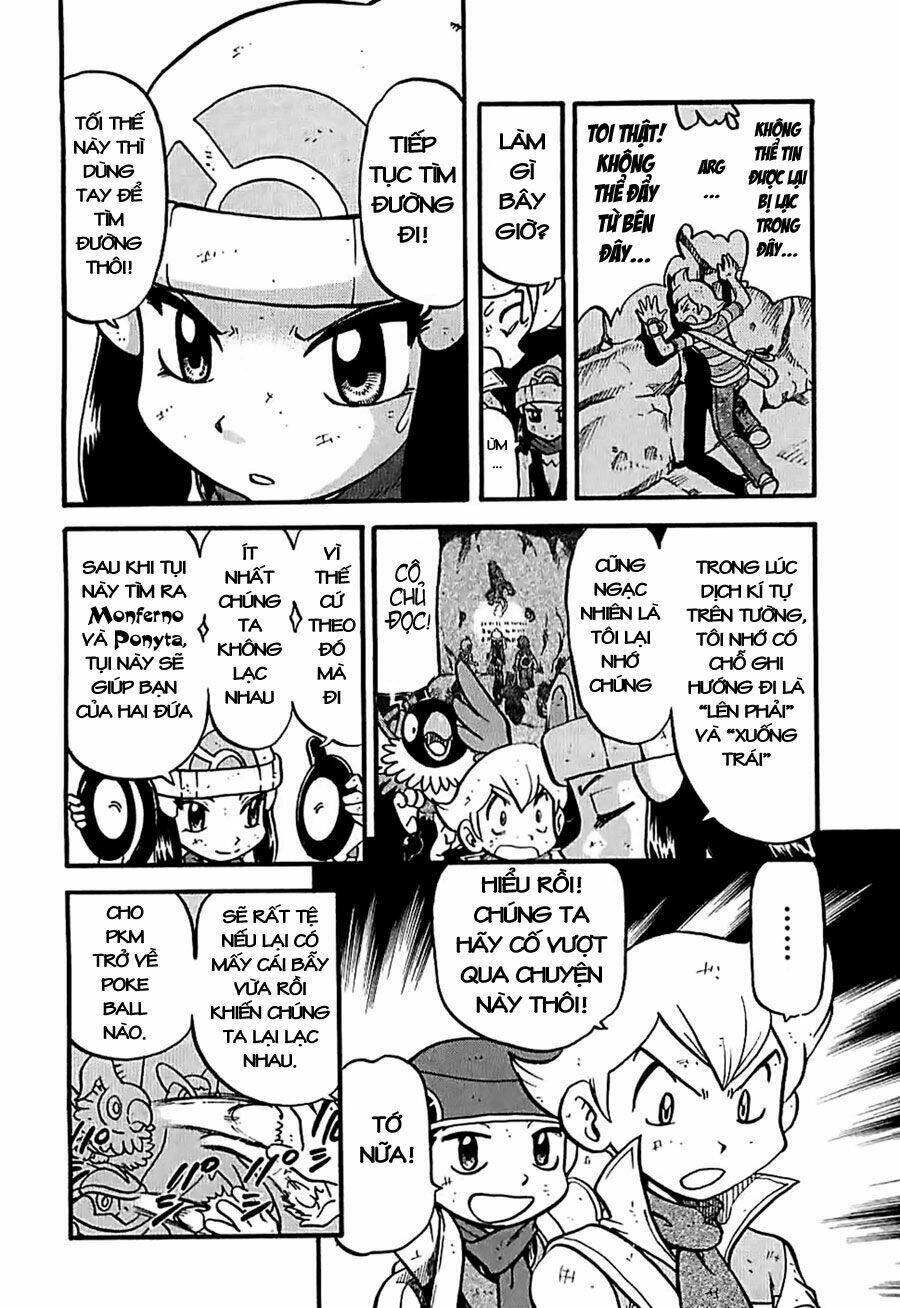 KHÔNG
THỂ TIN
ĐƯỢC LẠI
BỊ LẠC
TRONG
ĐÂY...
ARG
...
TOI THẬT!
KHÔNG
THỂ ĐẨY
TỪ BÊN
ĐÂY...
LÀM
GÌ
BÂY
GIỜ?
ỪM
...
TIẾP
TỤC TÌM
ĐƯỜNG
ĐI!
TỐI THẾ
NÀY THÌ
DÙNG
TAY ĐỂ
TÌM
ĐƯỜNG
THÔI!
TRONG LÚC
DỊCH KÍ TỰ
TRÊN TƯỜNG,
TÔI NHỚ CÓ
CHỖ GHI
HƯỚNG ĐI LÀ
"LÊN PHẢI"
VÀ "XUỐNG
TRÁI"
CŨNG
NGẠC
NHIÊN LÀ
TÔI LẠI
NHỚ
CHÚNG
CÔ CHỦ
ĐỌC!
VÌ
THẾ
CỨ
THEO
ĐÓ MÀ
ĐI
ÍT
NHẤT
CHÚNG
TA
KHÔNG
LẠC
NHAU
SAU KHI TỤI
NÀY TÌM RA
Monferno
VÀ Ponyta,
TỤI NÀY SẼ
GIÚP BẠN
CỦA HAI ĐỨA
......
HIỂU RỒI!
CHÚNG TA
HÃY CỐ VƯỢT
QUA CHUYỆN
NÀY THÔI!
TỚ
NỮA!
SẼ RẤT TỆ
NẾU LẠI CÓ
MẤY CÁI BẪY
VỪA RỒI
KHIẾN CHÚNG
TA LẠI LẠC
NHAU.
CHO
PKM
TRỞ VỀ
POKE
BALL
NÀO.